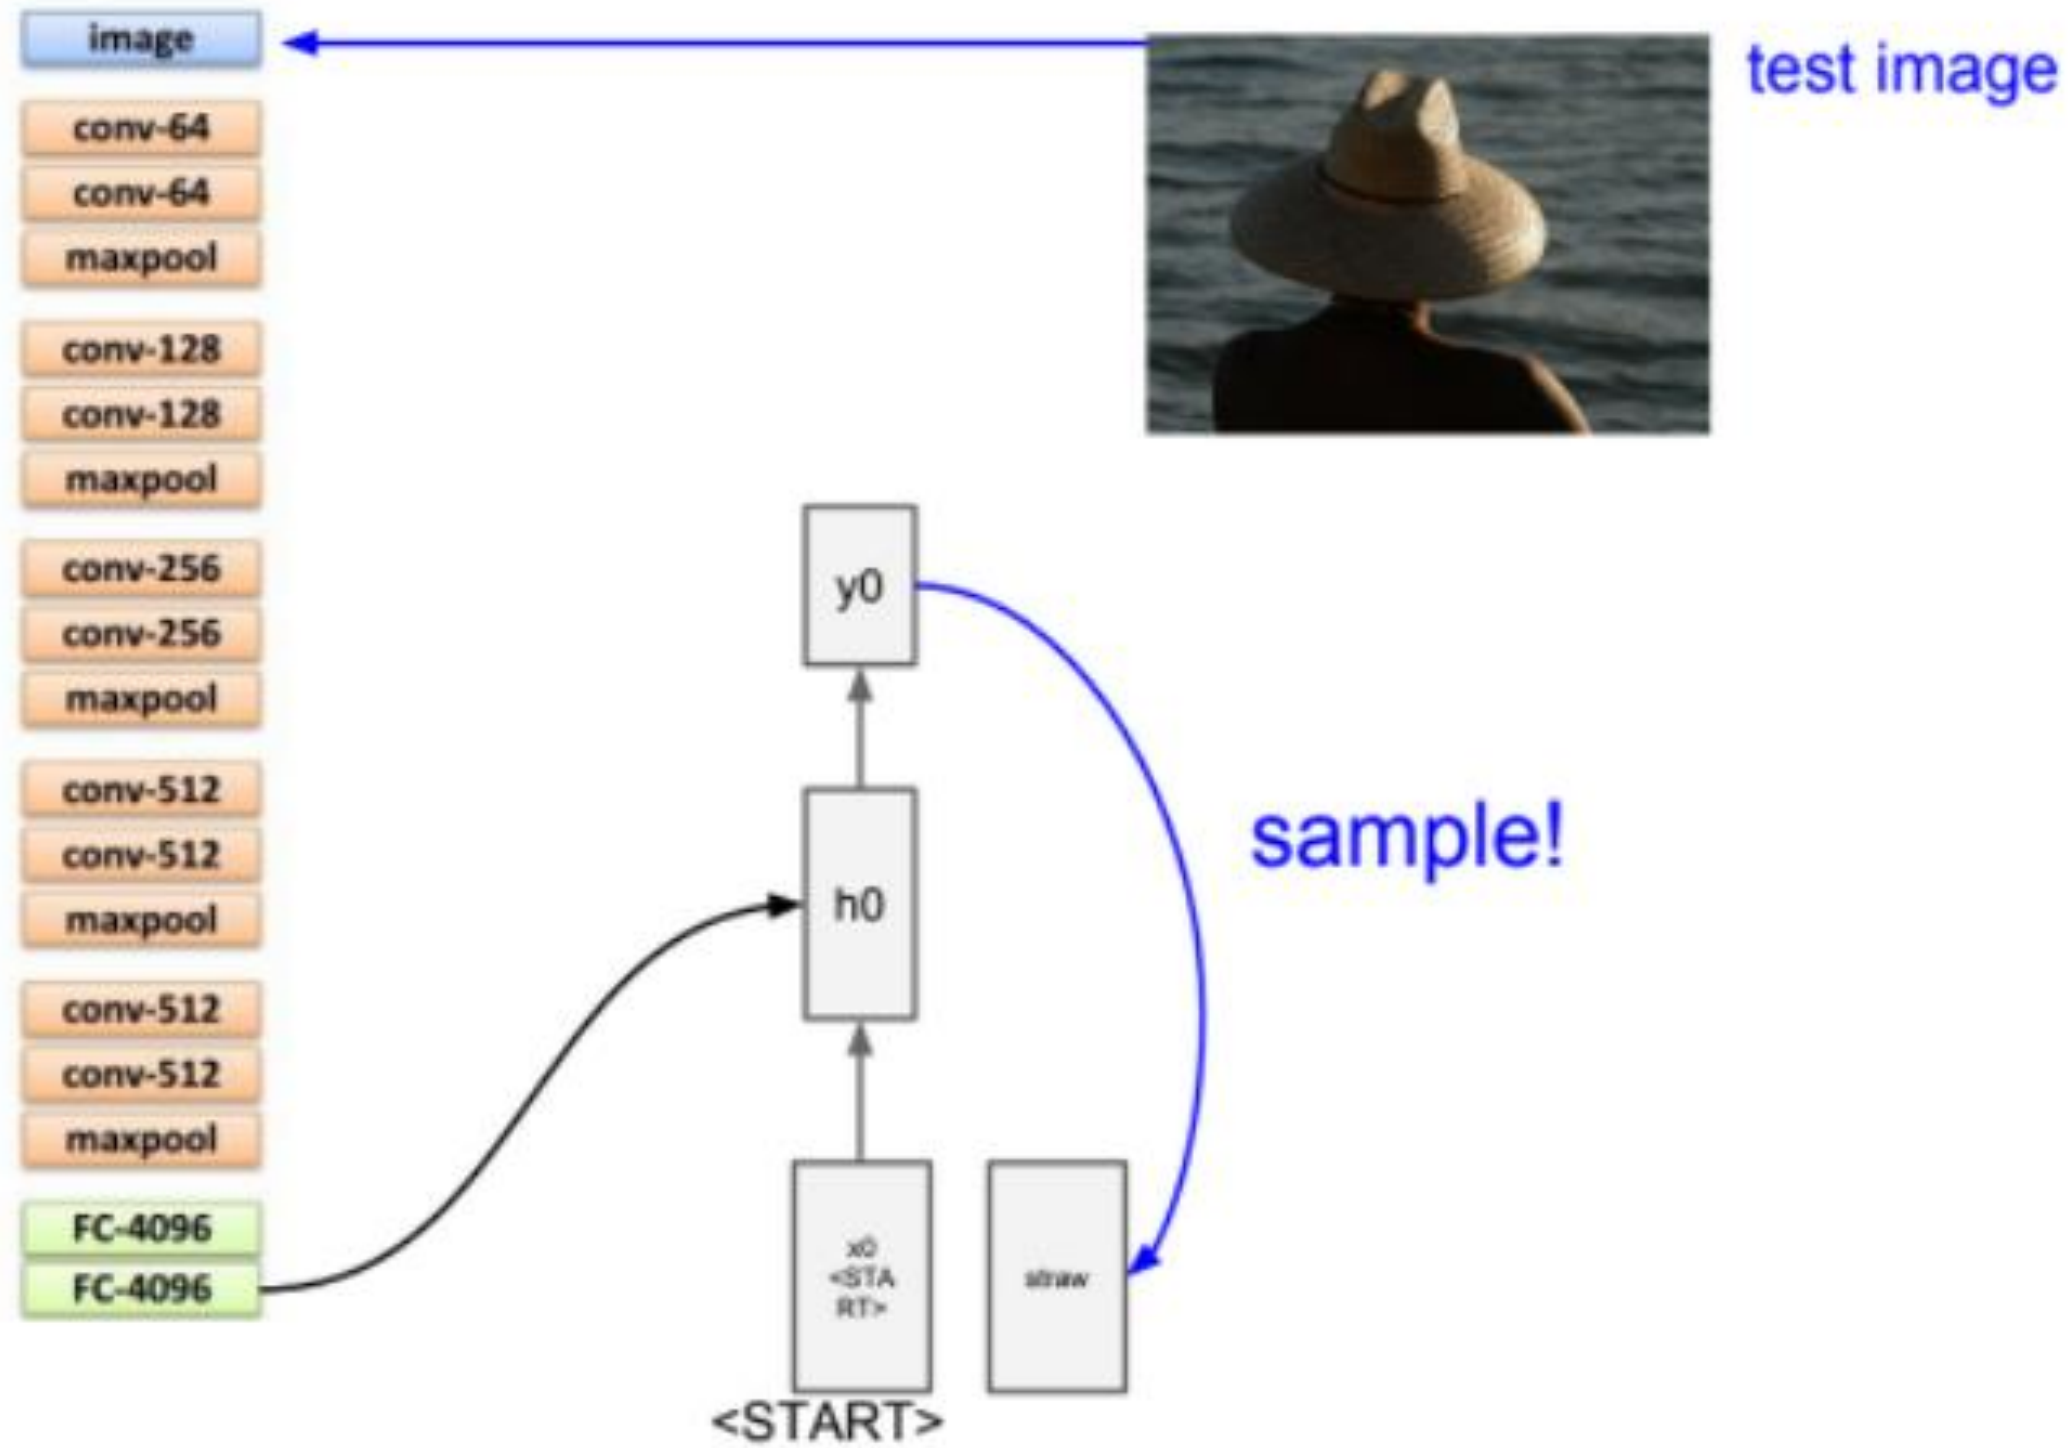 image
test image
conv-64
conv-64
maxpool
conv-128
conv-128
maxpool
conv-256
conv-256
maxpool
conv-512
conv-512
maxpool
conv-512
conv-512
maxpool
FC-4096
FC-4096
y0
h0
sample!
x0
<STA
RT>
straw
<START>